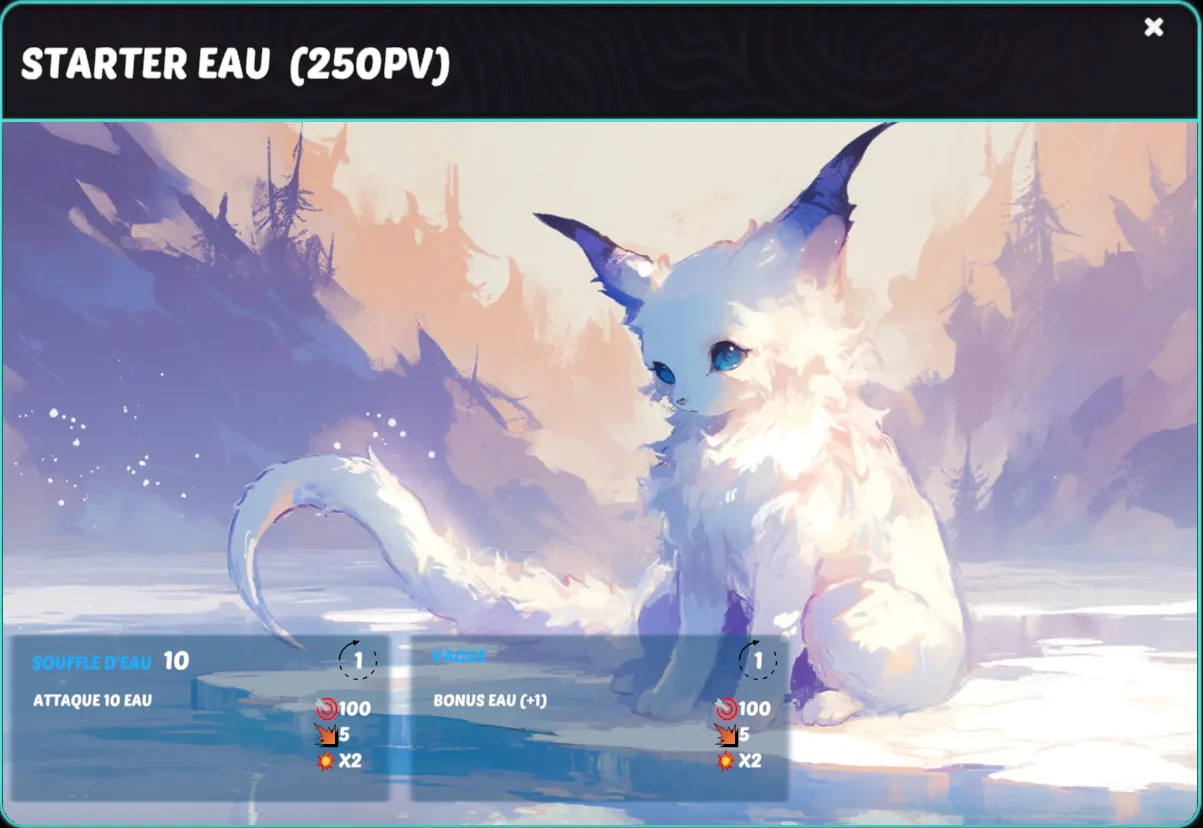 STARTER EAU (250PV)
SOUFFLE D'EAU 10
1
ATTAQUE 10 EAU
100
5
X2
VAGUE
1
BONUS EAU (+1)
100
5
X2